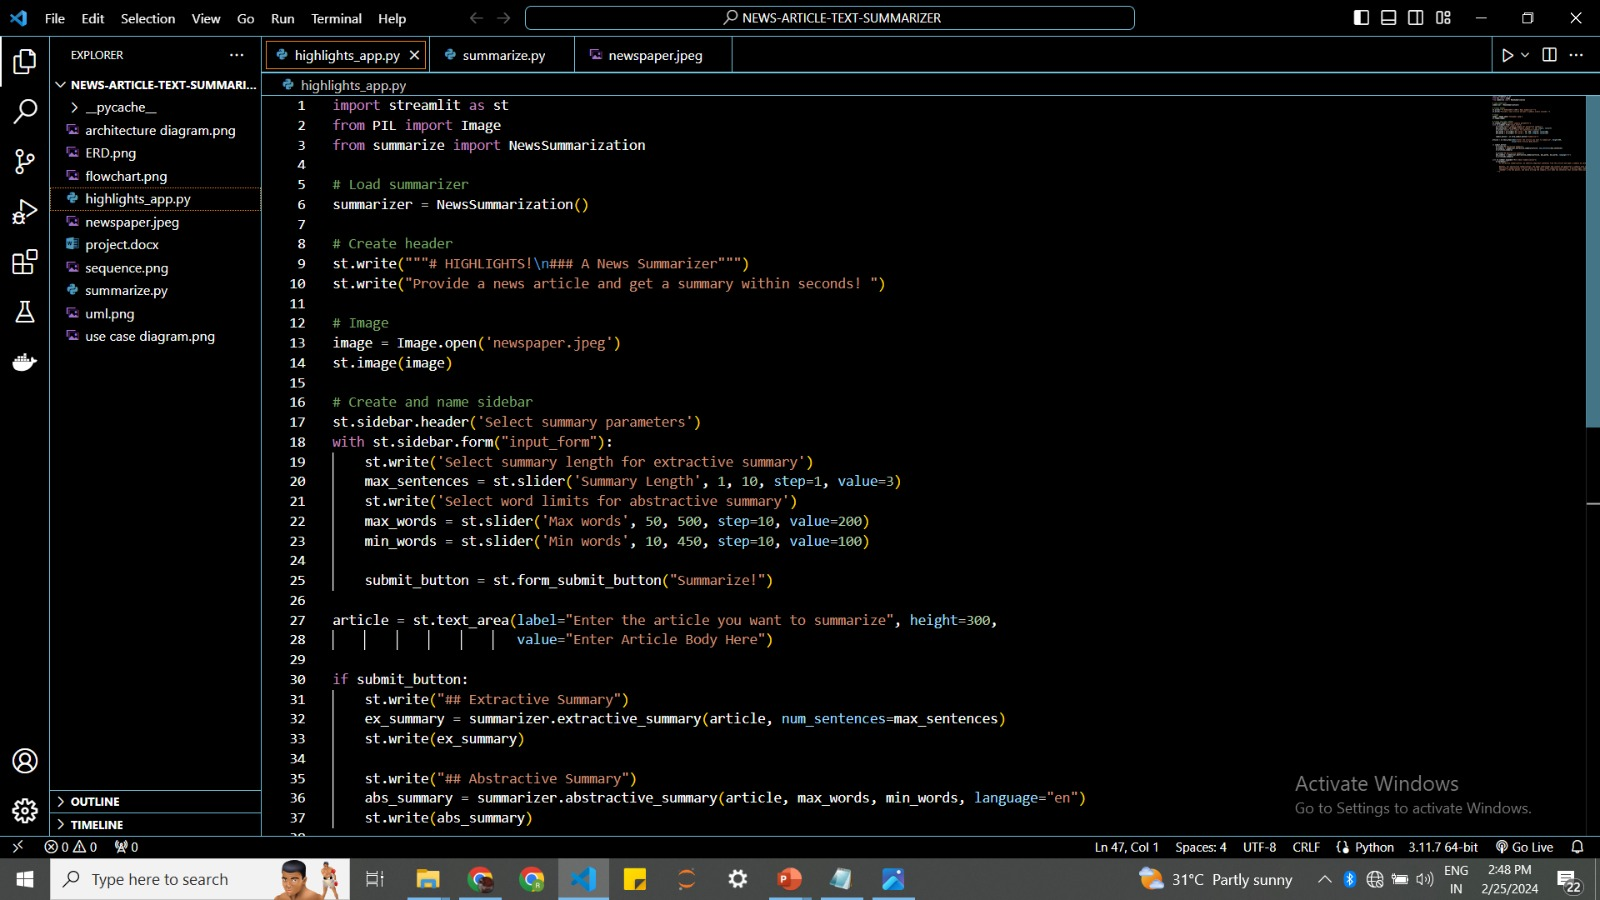 File Edit Selection View Go Run Terminal Help
NEWS-ARTICLE-TEXT-SUMMARIZER
EXPLORER
NEWS-ARTICLE-TEXT-SUMMARI...
__pycache__
architecture diagram.png
ERD.png
flowchart.png
highlights_app.py
newspaper.jpeg
project.docx
sequence.png
summarize.py
uml.png
use case diagram.png
OUTLINE
TIMELINE
highlights_app.py
summarize.py
newspaper.jpeg
highlights_app.py
1 import streamlit as st
2 from PIL import Image
3 from summarize import NewsSummarization
4
5 # Load summarizer
6 summarizer = NewsSummarization()
7
8 # Create header
9 st.write("""# HIGHLIGHTS!\n### A News Summarizer""")
10 st.write("Provide a news article and get a summary within seconds! ")
11
12 # Image
13 image = Image.open('newspaper.jpeg')
14 st.image(image)
15
16 # Create and name sidebar
17 st.sidebar.header('Select summary parameters')
18 with st.sidebar.form("input_form"):
19 st.write('Select summary length for extractive summary')
20 max_sentences = st.slider('Summary Length', 1, 10, step=1, value=3)
21 st.write('Select word limits for abstractive summary')
22 max_words = st.slider('Max words', 50, 500, step=10, value=200)
23 min_words = st.slider('Min words', 10, 450, step=10, value=100)
24
25 submit_button = st.form_submit_button("Summarize!")
26
27 article = st.text_area(label="Enter the article you want to summarize", height=300,
28 value="Enter Article Body Here")
29
30 if submit_button:
31 st.write("## Extractive Summary")
32 ex_summary = summarizer.extractive_summary(article, num_sentences=max_sentences)
33 st.write(ex_summary)
34
35 st.write("## Abstractive Summary")
36 abs_summary = summarizer.abstractive_summary(article, max_words, min_words, language="en")
37 st.write(abs_summary)
Activate Windows
Go to Settings to activate Windows.
0 0 0
Ln 47, Col 1 Spaces: 4 UTF-8 CRLF Python 3.11.7 64-bit Go Live
Type here to search
31°C Partly sunny
ENG
IN
2:48 PM
2/25/2024
22